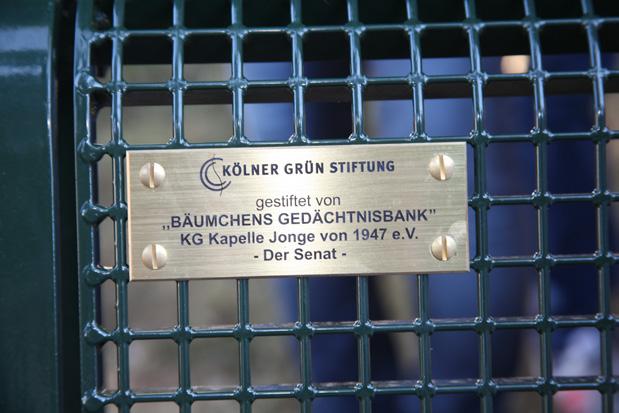 KÖLNER GRÜN STIFTUNG
gestiftet von
„BÄUMCHENS GEDÄCHTNISBANK”
KG Kapelle Jonge von 1947 e.V.
- Der Senat -